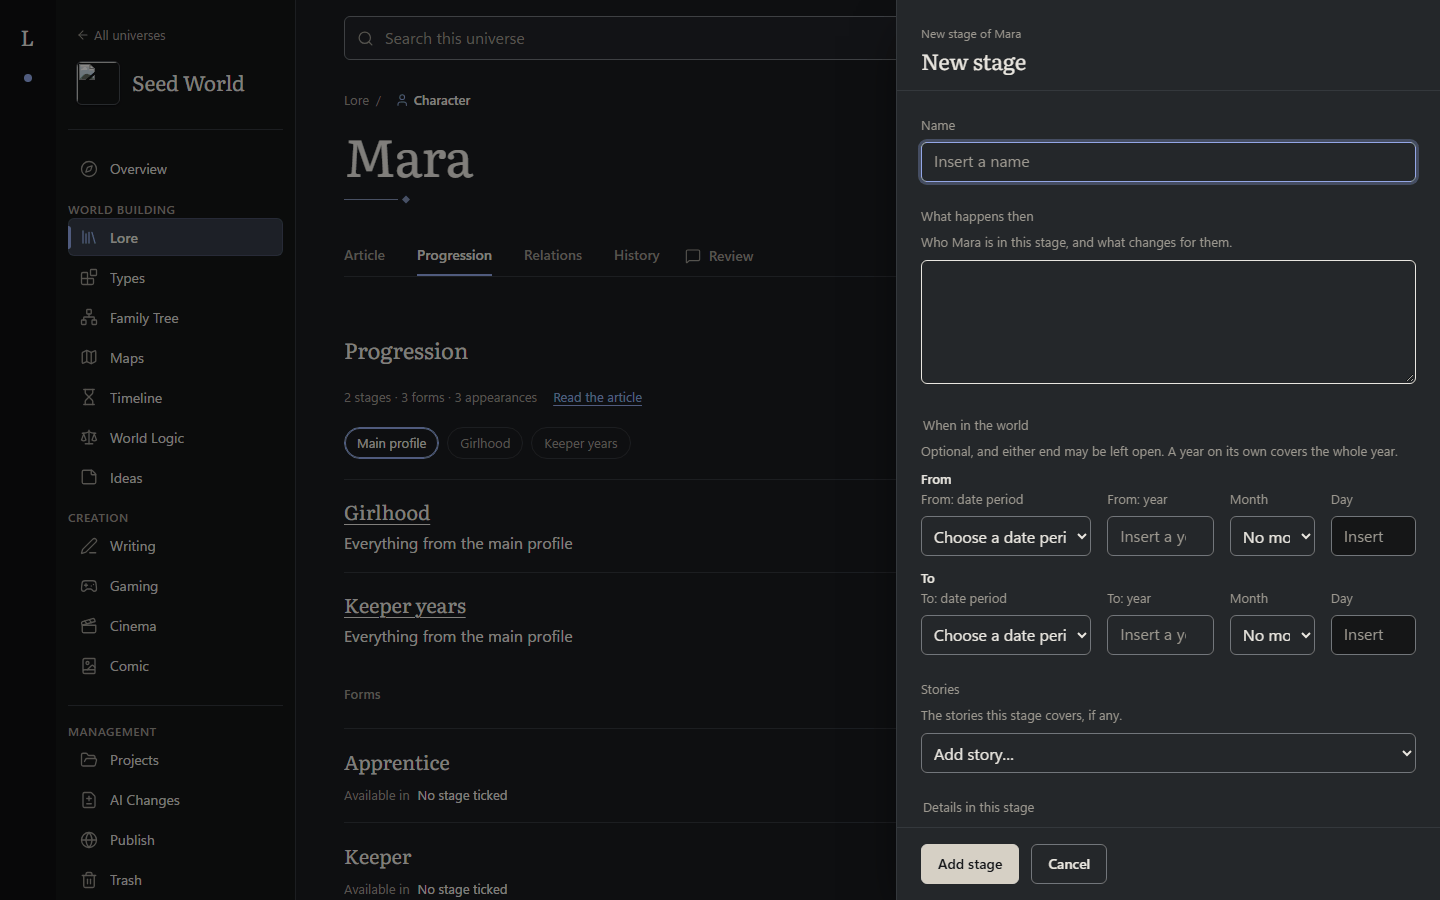 L
All universes
Seed World
Overview
WORLD BUILDING
Lore
Types
Family Tree
Maps
Timeline
World Logic
Ideas
CREATION
Writing
Gaming
Cinema
Comic
MANAGEMENT
Projects
AI Changes
Publish
Trash
Search this universe
Lore / Character
Mara
Article Progression Relations History Review
Progression
2 stages · 3 forms · 3 appearances Read the article
Main profile Girlhood Keeper years
Girlhood
Everything from the main profile
Keeper years
Everything from the main profile
Forms
Apprentice
Available in No stage ticked
Keeper
Available in No stage ticked
New stage of Mara
New stage
Name
Insert a name
What happens then
Who Mara is in this stage, and what changes for them.
When in the world
Optional, and either end may be left open. A year on its own covers the whole year.
From
From: date period From: year Month Day
Choose a date peri Insert a y No mo Insert
To
To: date period To: year Month Day
Choose a date peri Insert a y No mo Insert
Stories
The stories this stage covers, if any.
Add story...
Details in this stage
Add stage Cancel